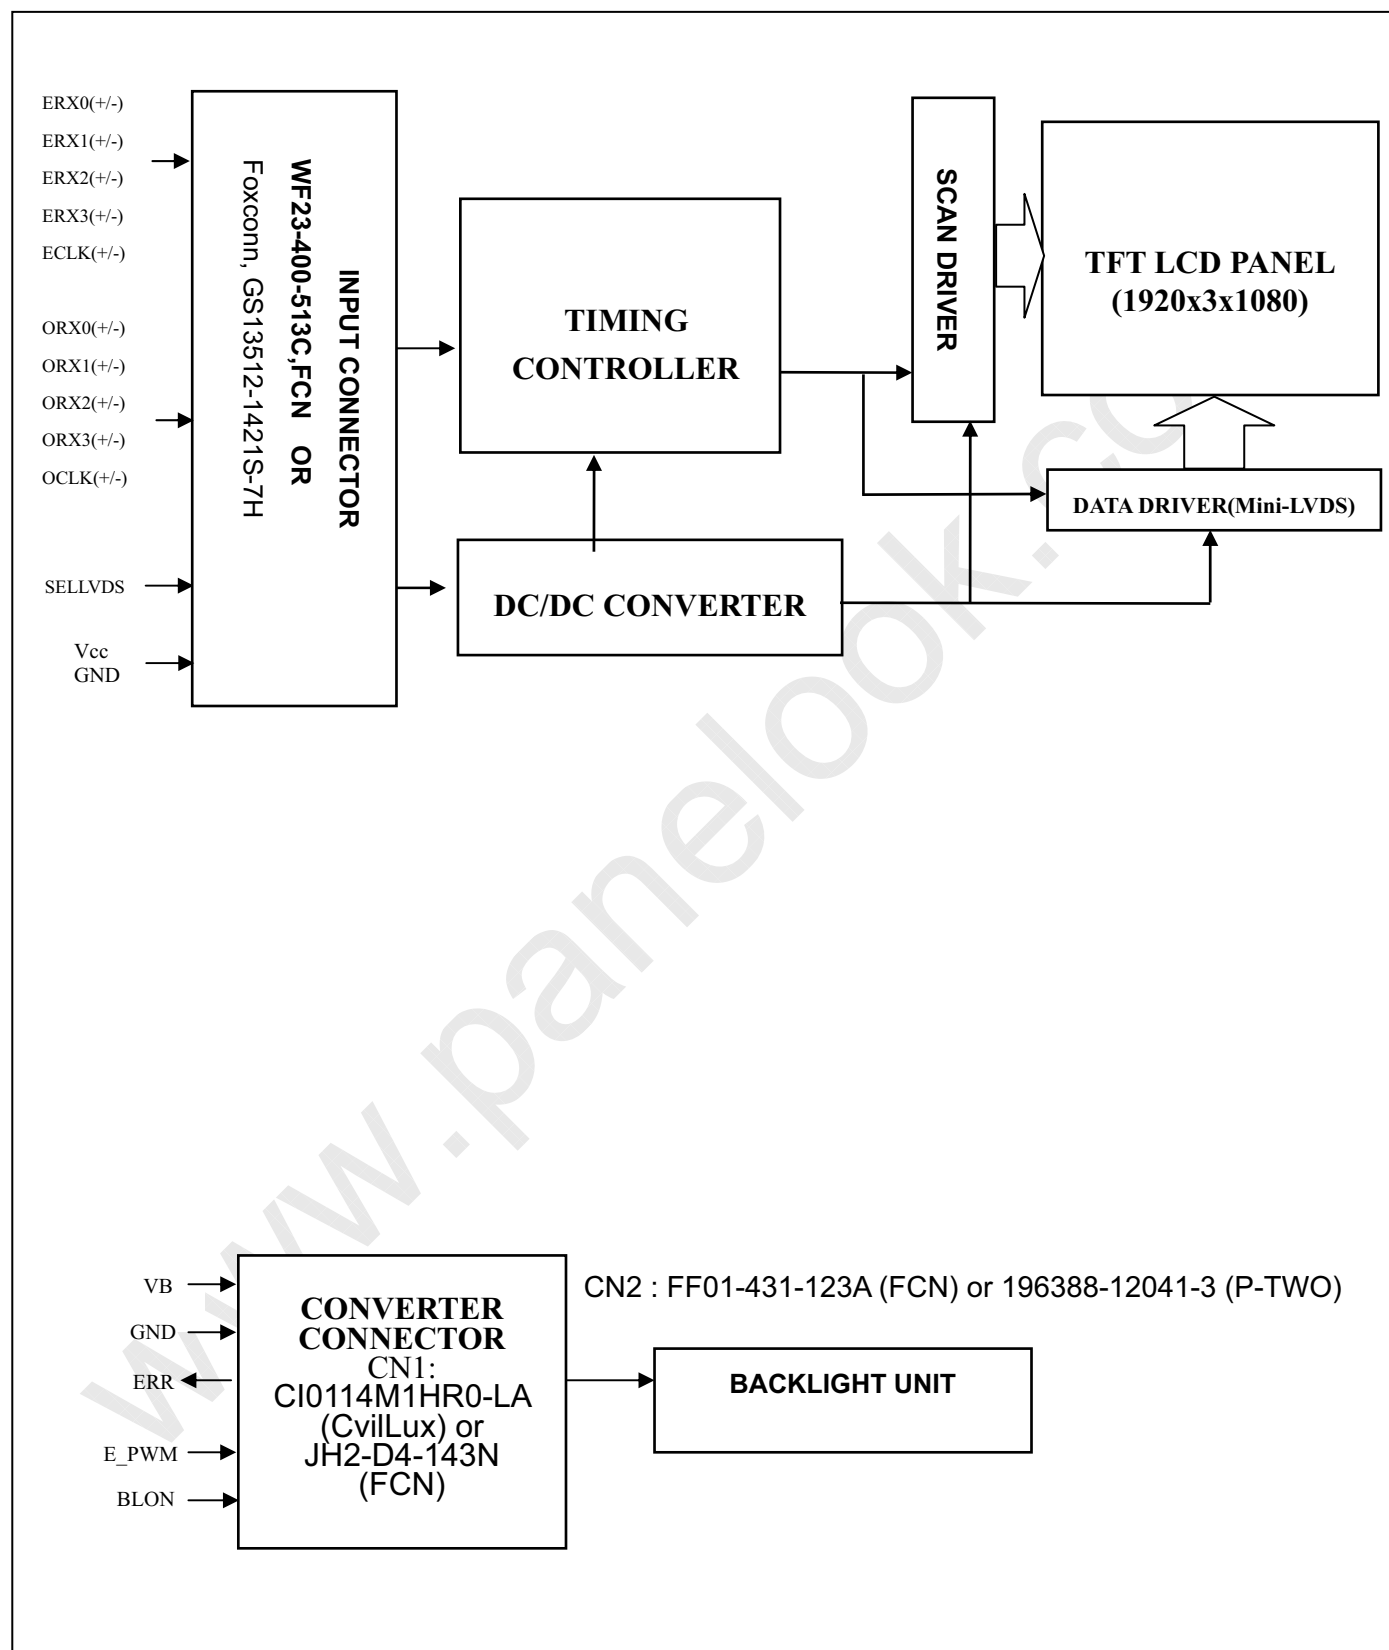 ERX0(+/-)
ERX1(+/-)
ERX2(+/-)
ERX3(+/-)
ECLK(+/-)
ORX0(+/-)
ORX1(+/-)
ORX2(+/-)
ORX3(+/-)
OCLK(+/-)
SELLVDS
Vcc
GND
INPUT CONNECTOR
WF23-400-513C,FCN OR
Foxconn, GS13512-1421S-7H
TIMING
CONTROLLER
DC/DC CONVERTER
SCAN DRIVER
TFT LCD PANEL
(1920x3x1080)
DATA DRIVER(Mini-LVDS)
www.panelook.co
VB
GND
ERR
E_PWM
BLON
CONVERTER
CONNECTOR
CN1:
CI0114M1HR0-LA
(CvilLux) or
JH2-D4-143N
(FCN)
CN2 : FF01-431-123A (FCN) or 196388-12041-3 (P-TWO)
BACKLIGHT UNIT